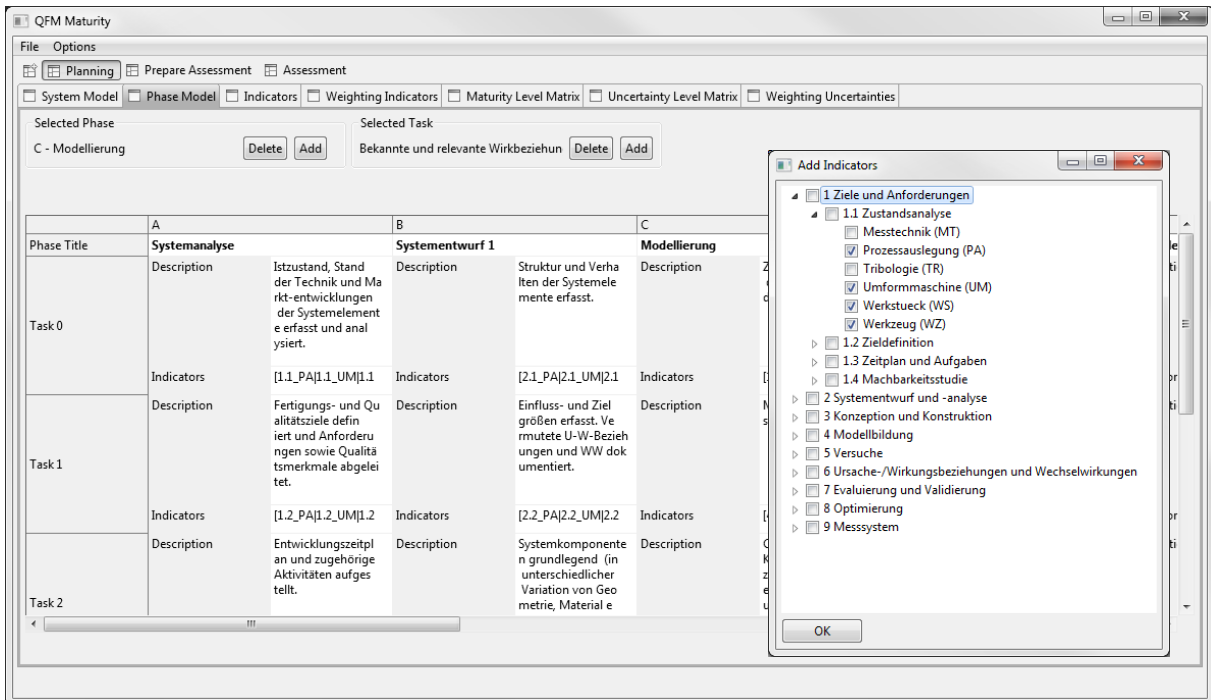 QFM Maturity
File Options
Planning Prepare Assessment Assessment
System Model Phase Model Indicators Weighting Indicators Maturity Level Matrix Uncertainty Level Matrix Weighting Uncertainties
Selected Phase
C - Modellierung Delete Add
Selected Task
Bekannte und relevante Wirkbeziehun Delete Add
A B C
Phase Title Systemanalyse Systementwurf 1 Modellierung
Task 0
Description
Istzustand, Stand
der Technik und Ma
rkt-entwicklungen
der Systemelement
e erfasst und anal
ysiert.
Description
Struktur und Verha
lten der Systemele
mente erfasst.
Description
Indicators [1.1_PA|1.1_UM|1.1 Indicators [2.1_PA|2.1_UM|2.1 Indicators
Task 1
Description
Fertigungs- und Qu
alitätsziele defin
iert und Anforderu
ngen sowie Qualitä
tsmerkmale abgelei
tet.
Description
Einfluss- und Ziel
größen erfasst. Ve
rmutete U-W-Bezieh
ungen und WW dok
umentiert.
Description
Indicators [1.2_PA|1.2_UM|1.2 Indicators [2.2_PA|2.2_UM|2.2 Indicators
Task 2
Description
Entwicklungszeitpl
an und zugehörige
Aktivitäten aufges
tellt.
Description
Systemkomponente
n grundlegend (in
unterschiedlicher
Variation von Geo
metrie, Material e
Description
Add Indicators
1 Ziele und Anforderungen
1.1 Zustandsanalyse
Messtechnik (MT)
Prozessauslegung (PA)
Tribologie (TR)
Umformmaschine (UM)
Werkstueck (WS)
Werkzeug (WZ)
1.2 Zieldefinition
1.3 Zeitplan und Aufgaben
1.4 Machbarkeitsstudie
2 Systementwurf und -analyse
3 Konzeption und Konstruktion
4 Modellbildung
5 Versuche
6 Ursache-/Wirkungsbeziehungen und Wechselwirkungen
7 Evaluierung und Validierung
8 Optimierung
9 Messsystem
OK